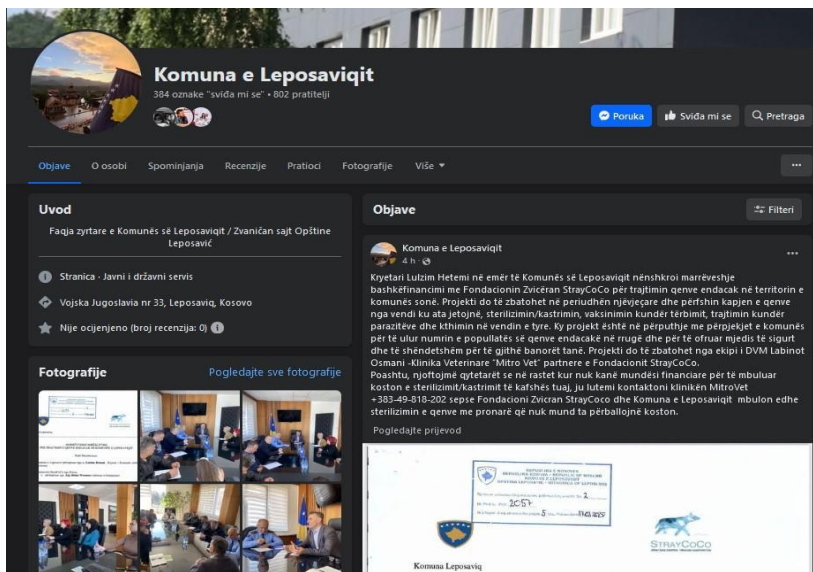 Komuna e Leposaviqit
384 oznake "sviđa mi se" • 802 pratitelji
Poruka
Sviđa mi se
Pretraga
Objave
O osobi
Spominjanja
Recenzije
Pratioci
Fotografije
Više
Uvod
Faqja zyrtare e Komunës së Leposaviqit / Zvaničan sajt Opštine
Leposavić
Stranica · Javni i državni servis
Vojska Jugoslavia nr 33, Leposaviq, Kosovo
Nije ocijenjeno (broj recenzija: 0)
Fotografije
Pogledajte sve fotografije
Objave
Filteri
Komuna e Leposaviqit
4 h ·
Kryetari Lulzim Hetemi në emër të Komunës së Leposaviqit nënshkroi marrëveshje
bashkëfinancimi me Fondacionin Zvicëran StrayCoCo për trajtimin qenve endacak në territorin e
komunës sonë. Projekti do të zbatohet në periudhën njëvjeçare dhe përfshin kapjen e qenve
nga vendi ku ata jetojnë, sterilizimin/kastrimin, vaksinimin kundër tërbimit, trajtimin kundër
parazitëve dhe kthimin në vendin e tyre. Ky projekt është në përputhje me përpjekjet e komunës
për të ulur numrin e popullatës së qenve endacakë në rrugë dhe për të ofruar mjedis të sigurt
dhe të shëndetshëm për të gjithë banorët tanë. Projekti do të zbatohet nga ekipi i DVM Labinot
Osmani -Klinika Veterinare "Mitro Vet" partnere e Fondacionit StrayCoCo.
Poashtu, njoftojmë qytetarët se në rastet kur nuk kanë mundësi financiare për të mbuluar
koston e sterilizimit/kastrimit të kafshës tuaj, ju lutemi kontaktoni klinikën MitroVet
+383-49-818-202 sepse Fondacioni Zvicran StrayCoco dhe Komuna e Leposaviqit mbulon edhe
sterilizimin e qenve me pronarë që nuk mund ta përballojnë koston.
Pogledajte prijevod
2057
STRAYCOCO
Komuna Leposaviq